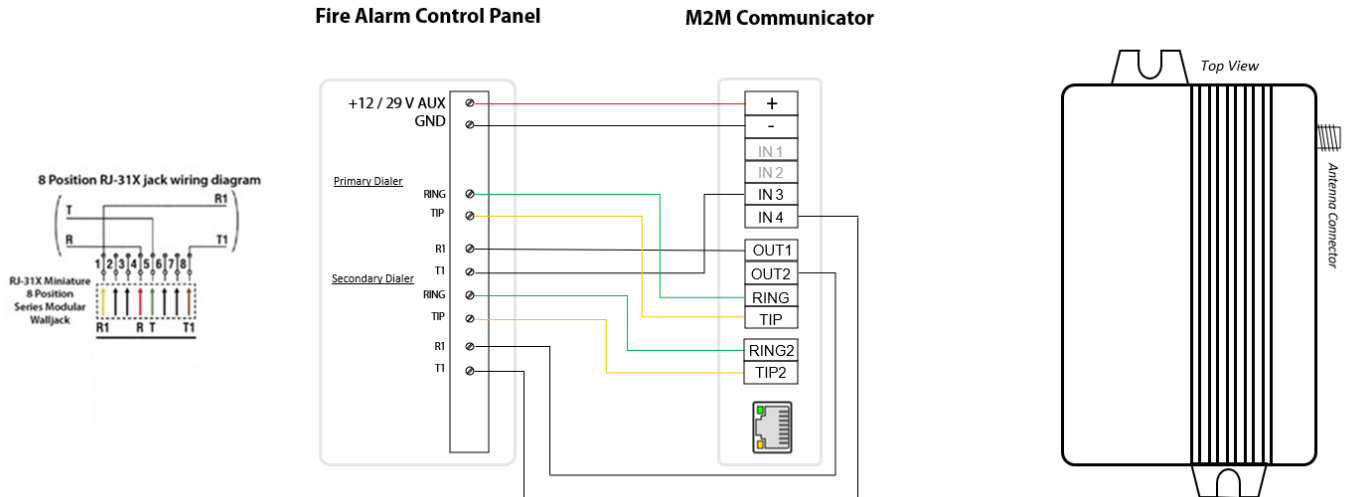 Fire Alarm Control Panel
M2M Communicator
8 Position RJ-31X jack wiring diagram
R1
T
R
T1
1 2 3 4 5 6 7 8
RJ-31X Miniature
8 Position
Series Modular
Walljack
R1 R T T1
+12 / 29 V AUX
GND
Primary Dialer
RING
TIP
R1
T1
Secondary Dialer
RING
TIP
R1
T1
+
-
IN 1
IN 2
IN 3
IN 4
OUT1
OUT2
RING
TIP
RING2
TIP2
Top View
Antenna Connector